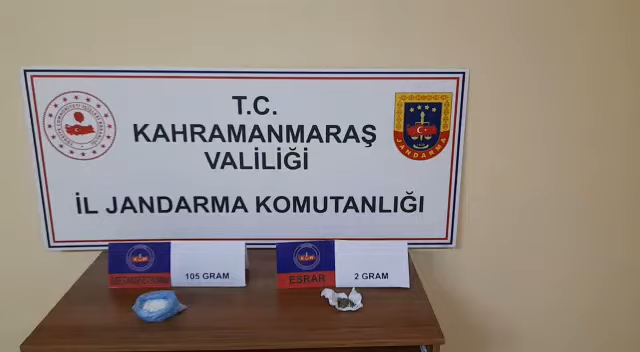 T.C.
KAHRAMANMARAŞ
VALİLİĞİ
İL JANDARMA KOMUTANLIĞI
JANDARMA
105 GRAM
ESRAR
2 GRAM